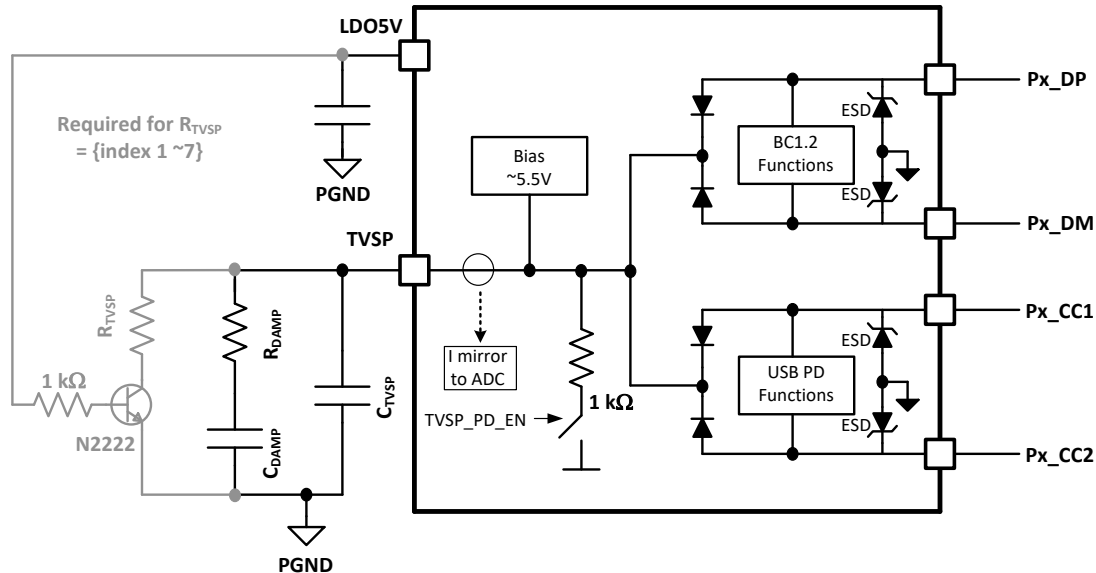 LDO5V
Required for RTVSP
= {index 1 ~7}
PGND
TVSP
RTVSP
1 kΩ
N2222
RDAMP
CDAMP
CTVSP
PGND
Bias
~5.5V
I mirror
to ADC
1 kΩ
TVSP_PD_EN
BC1.2
Functions
ESD
ESD
Px_DP
Px_DM
USB PD
Functions
ESD
ESD
Px_CC1
Px_CC2